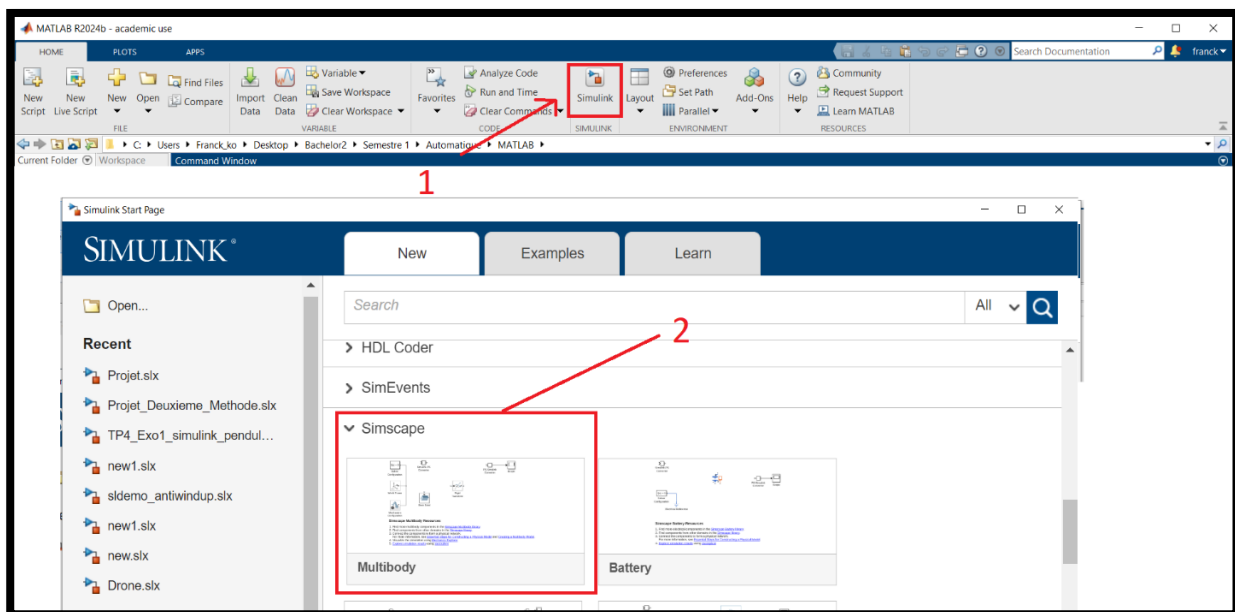 MATLAB R2024b - academic use
HOME PLOTS APPS Search Documentation franck
New Script New Live Script New Open Find Files Compare Import Data Clean Data Variable Save Workspace Clear Workspace Favorites Analyze Code Run and Time Clear Commands Simulink Layout Preferences Set Path Parallel Add-Ons Help Community Request Support Learn MATLAB
FILE VARIABLE CODE SIMULINK ENVIRONMENT RESOURCES
C: Users Franck_ko Desktop Bachelor2 Semestre 1 Automatique MATLAB
Current Folder Workspace Command Window
1
Simulink Start Page
SIMULINK®
New Examples Learn
Open...
Search All
Recent
2
HDL Coder
Projet.slx
SimEvents
Projet_Deuxieme_Methode.slx
Simscape
TP4_Exo1_simulink_pendul...
new1.slx
sldemo_antiwindup.slx
new1.slx
new.slx
Multibody Battery
Drone.slx